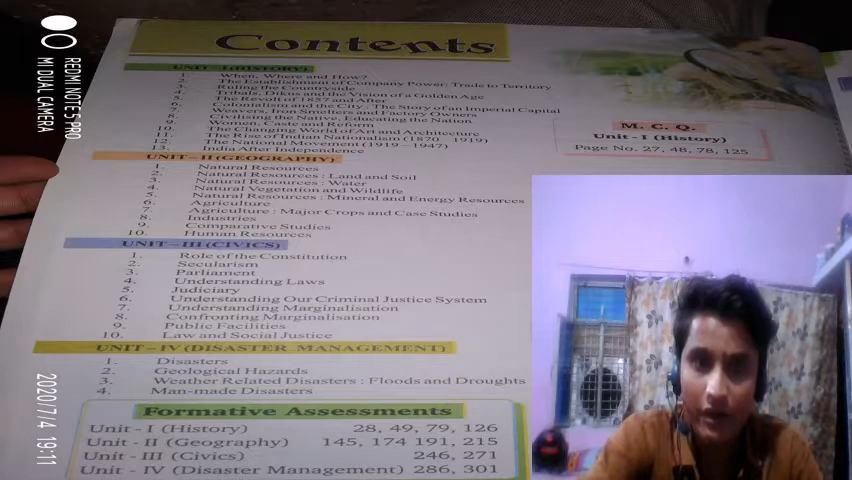 Contents
UNIT - I (HISTORY)
1. When, Where and How?
2. The Establishment of Company Power: Trade to Territory
3. Ruling the Countryside
4. Tribals, Dikus and the Vision of a Golden Age
5. The Revolt of 1857 and After
6. Colonialism and the City : The Story of an Imperial Capital
7. Weavers, Iron Smelters and Factory Owners
8. Civilising the Native, Educating the Nation
9. Woman, Caste and Reform
10. The Changing World of Art and Architecture
11. The Rise of Indian Nationalism (1870 - 1919)
12. The National Movement (1919 - 1947)
13. India After Independence
UNIT - II (GEOGRAPHY)
1. Natural Resources
2. Natural Resources : Land and Soil
3. Natural Resources : Water
4. Natural Vegetation and Wildlife
5. Natural Resources : Mineral and Energy Resources
6. Agriculture
7. Agriculture : Major Crops and Case Studies
8. Industries
9. Comparative Studies
10. Human Resources
UNIT - III (CIVICS)
1. Role of the Constitution
2. Secularism
3. Parliament
4. Understanding Laws
5. Judiciary
6. Understanding Our Criminal Justice System
7. Understanding Marginalisation
8. Confronting Marginalisation
9. Public Facilities
10. Law and Social Justice
UNIT - IV (DISASTER MANAGEMENT)
1. Disasters
2. Geological Hazards
3. Weather Related Disasters : Floods and Droughts
4. Man-made Disasters
Formative Assessments
Unit - I (History) 28, 49, 79, 126
Unit - II (Geography) 145, 174 191, 215
Unit - III (Civics) 246, 271
Unit - IV (Disaster Management) 286, 301
M. C. Q.
Unit - I (History)
Page No. 27, 48, 78, 125
REDMI NOTE 5 PRO
MI DUAL CAMERA
2020/7/4 19:11